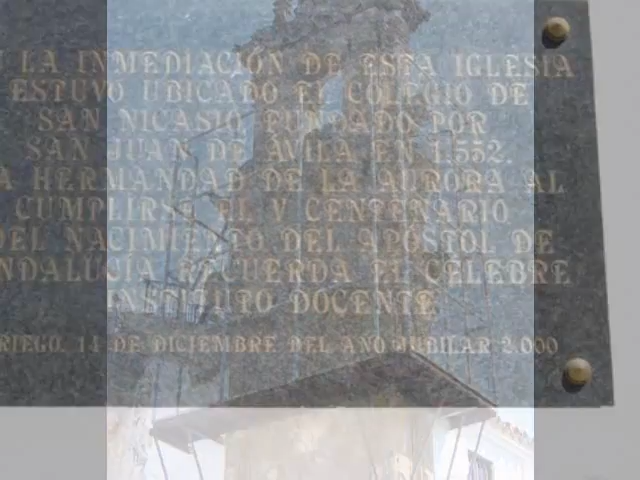 LA INMEDIACIÓN DE ESTA IGLESIA
ESTUVO UBICADO EL COLEGIO DE
SAN NICASIO, FUNDADO POR
SAN JUAN DE ÁVILA EN 1.552.
HERMANDAD DE LA AURORA AL
CUMPLIRSE EL V CENTENARIO
DEL NACIMIENTO DEL APÓSTOL DE
NDALUCÍA RECUERDA EL CELEBRE
INSTITUTO DOCENTE
RIEGO, 14 DE DICIEMBRE DEL AÑO JUBILAR 2.000